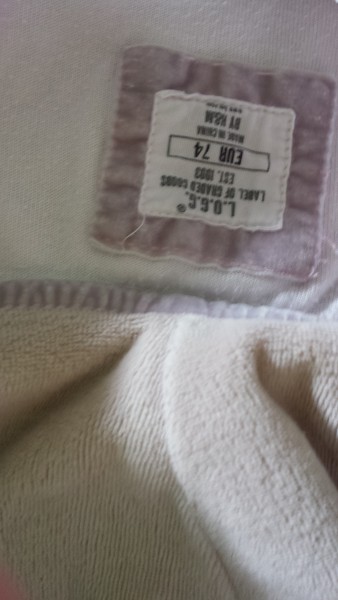 L.O.G.G.®
LABEL OF GRADED GOODS
EST. 1993
EUR 74
MADE IN CHINA
BY H&M